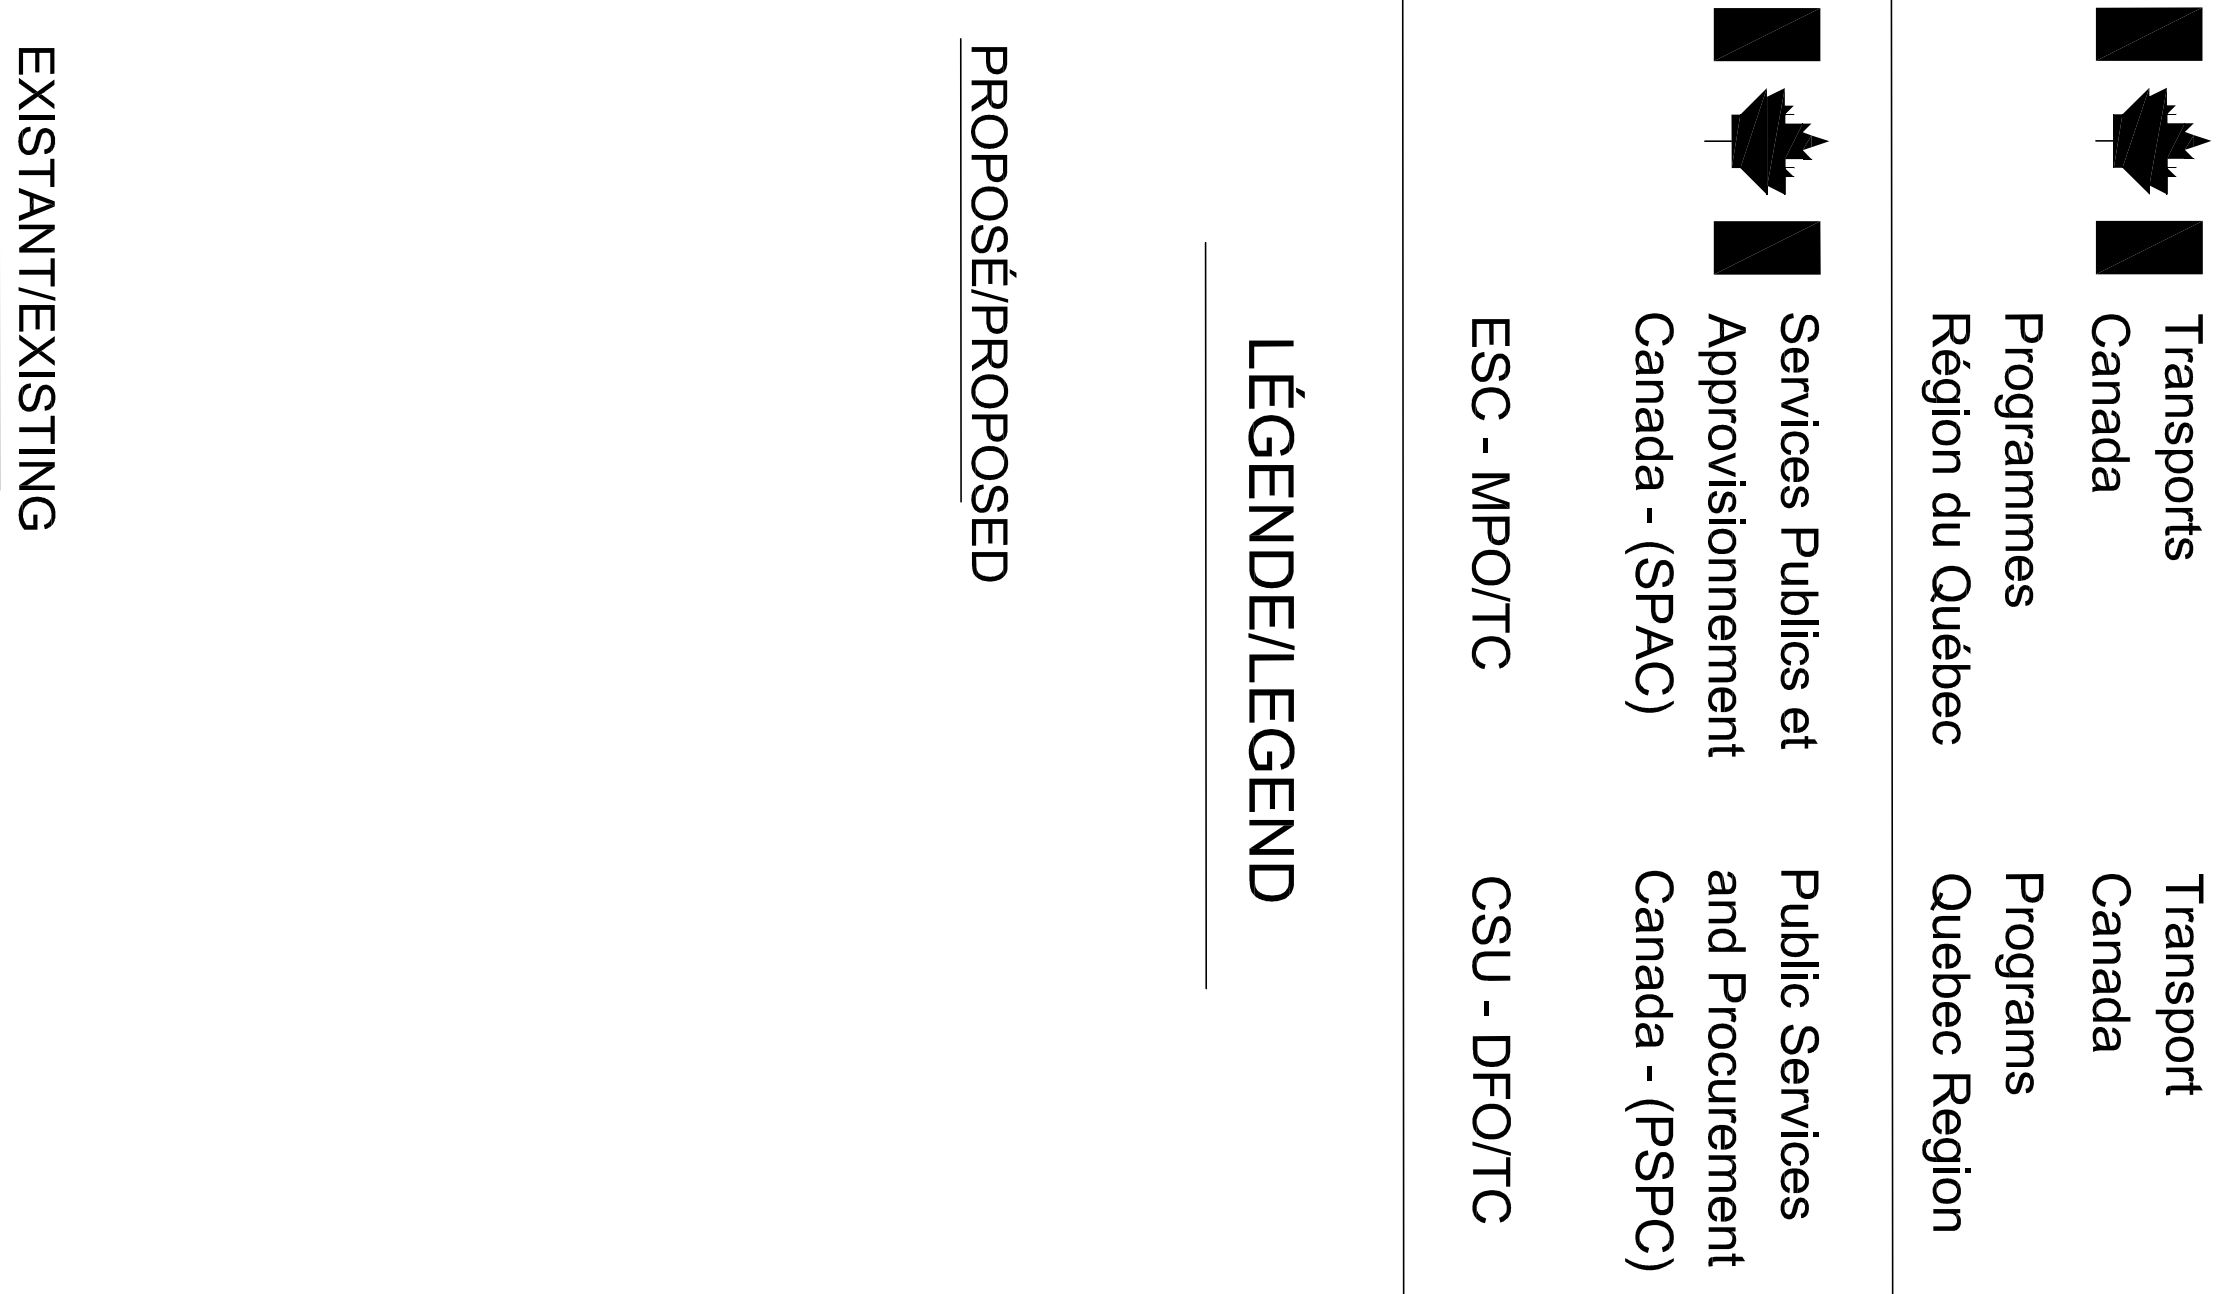 Transports
Canada
Transport
Canada
Programmes
Région du Québec
Programs
Quebec Region
Services Publics et
Approvisionnement
Canada - (SPAC)
Public Services
and Procurement
Canada - (PSPC)
ESC - MPO/TC
CSU - DFO/TC
LÉGENDE/LEGEND
PROPOSÉ/PROPOSED
EXISTANT/EXISTING